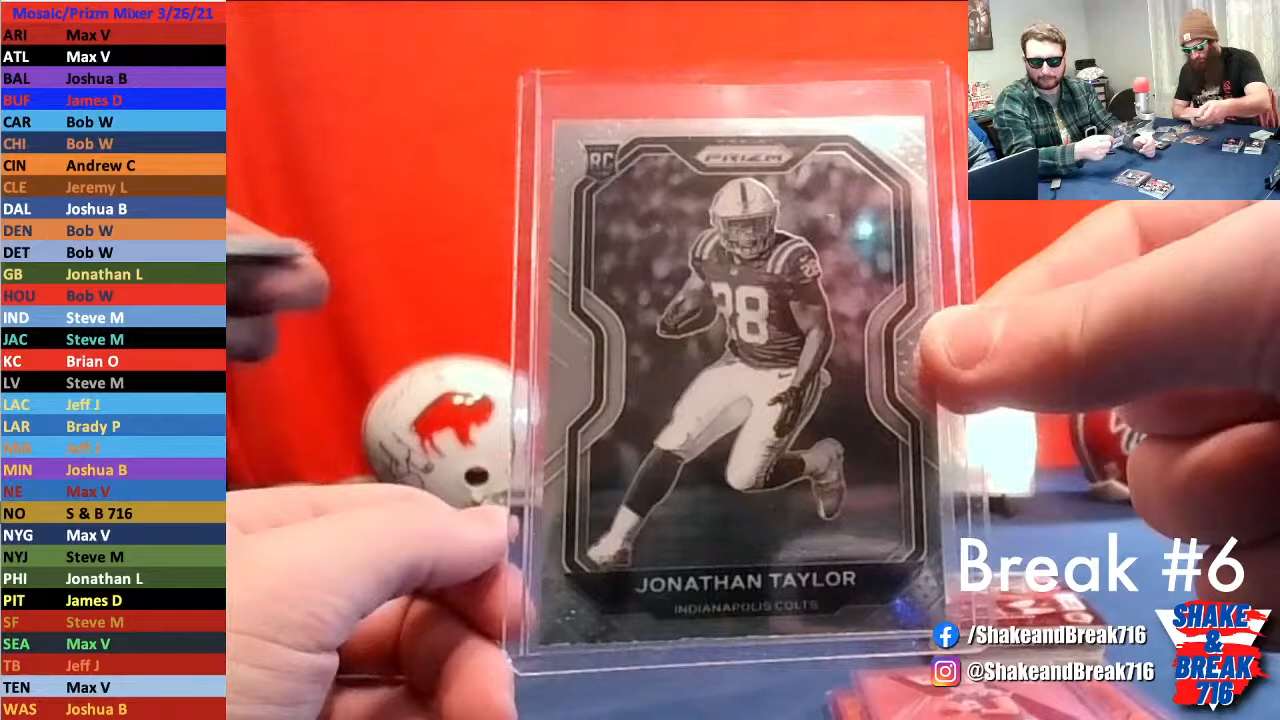 Mosaic/Prizm Mixer 3/26/21
ARI Max V
ATL Max V
BAL Joshua B
BUF James D
CAR Bob W
CHI Bob W
CIN Andrew C
CLE Jeremy L
DAL Joshua B
DEN Bob W
DET Bob W
GB Jonathan L
HOU Bob W
IND Steve M
JAC Steve M
KC Brian O
LV Steve M
LAC Jeff J
LAR Brady P
MIA Jeff J
MIN Joshua B
NE Max V
NO S & B 716
NYG Max V
NYJ Steve M
PHI Jonathan L
PIT James D
SF Steve M
SEA Max V
TB Jeff J
TEN Max V
WAS Joshua B
RC
PRIZM
28
28
JONATHAN TAYLOR
INDIANAPOLIS COLTS
Break #6
/ShakeandBreak716
@ShakeandBreak716
SHAKE
&
BREAK
716